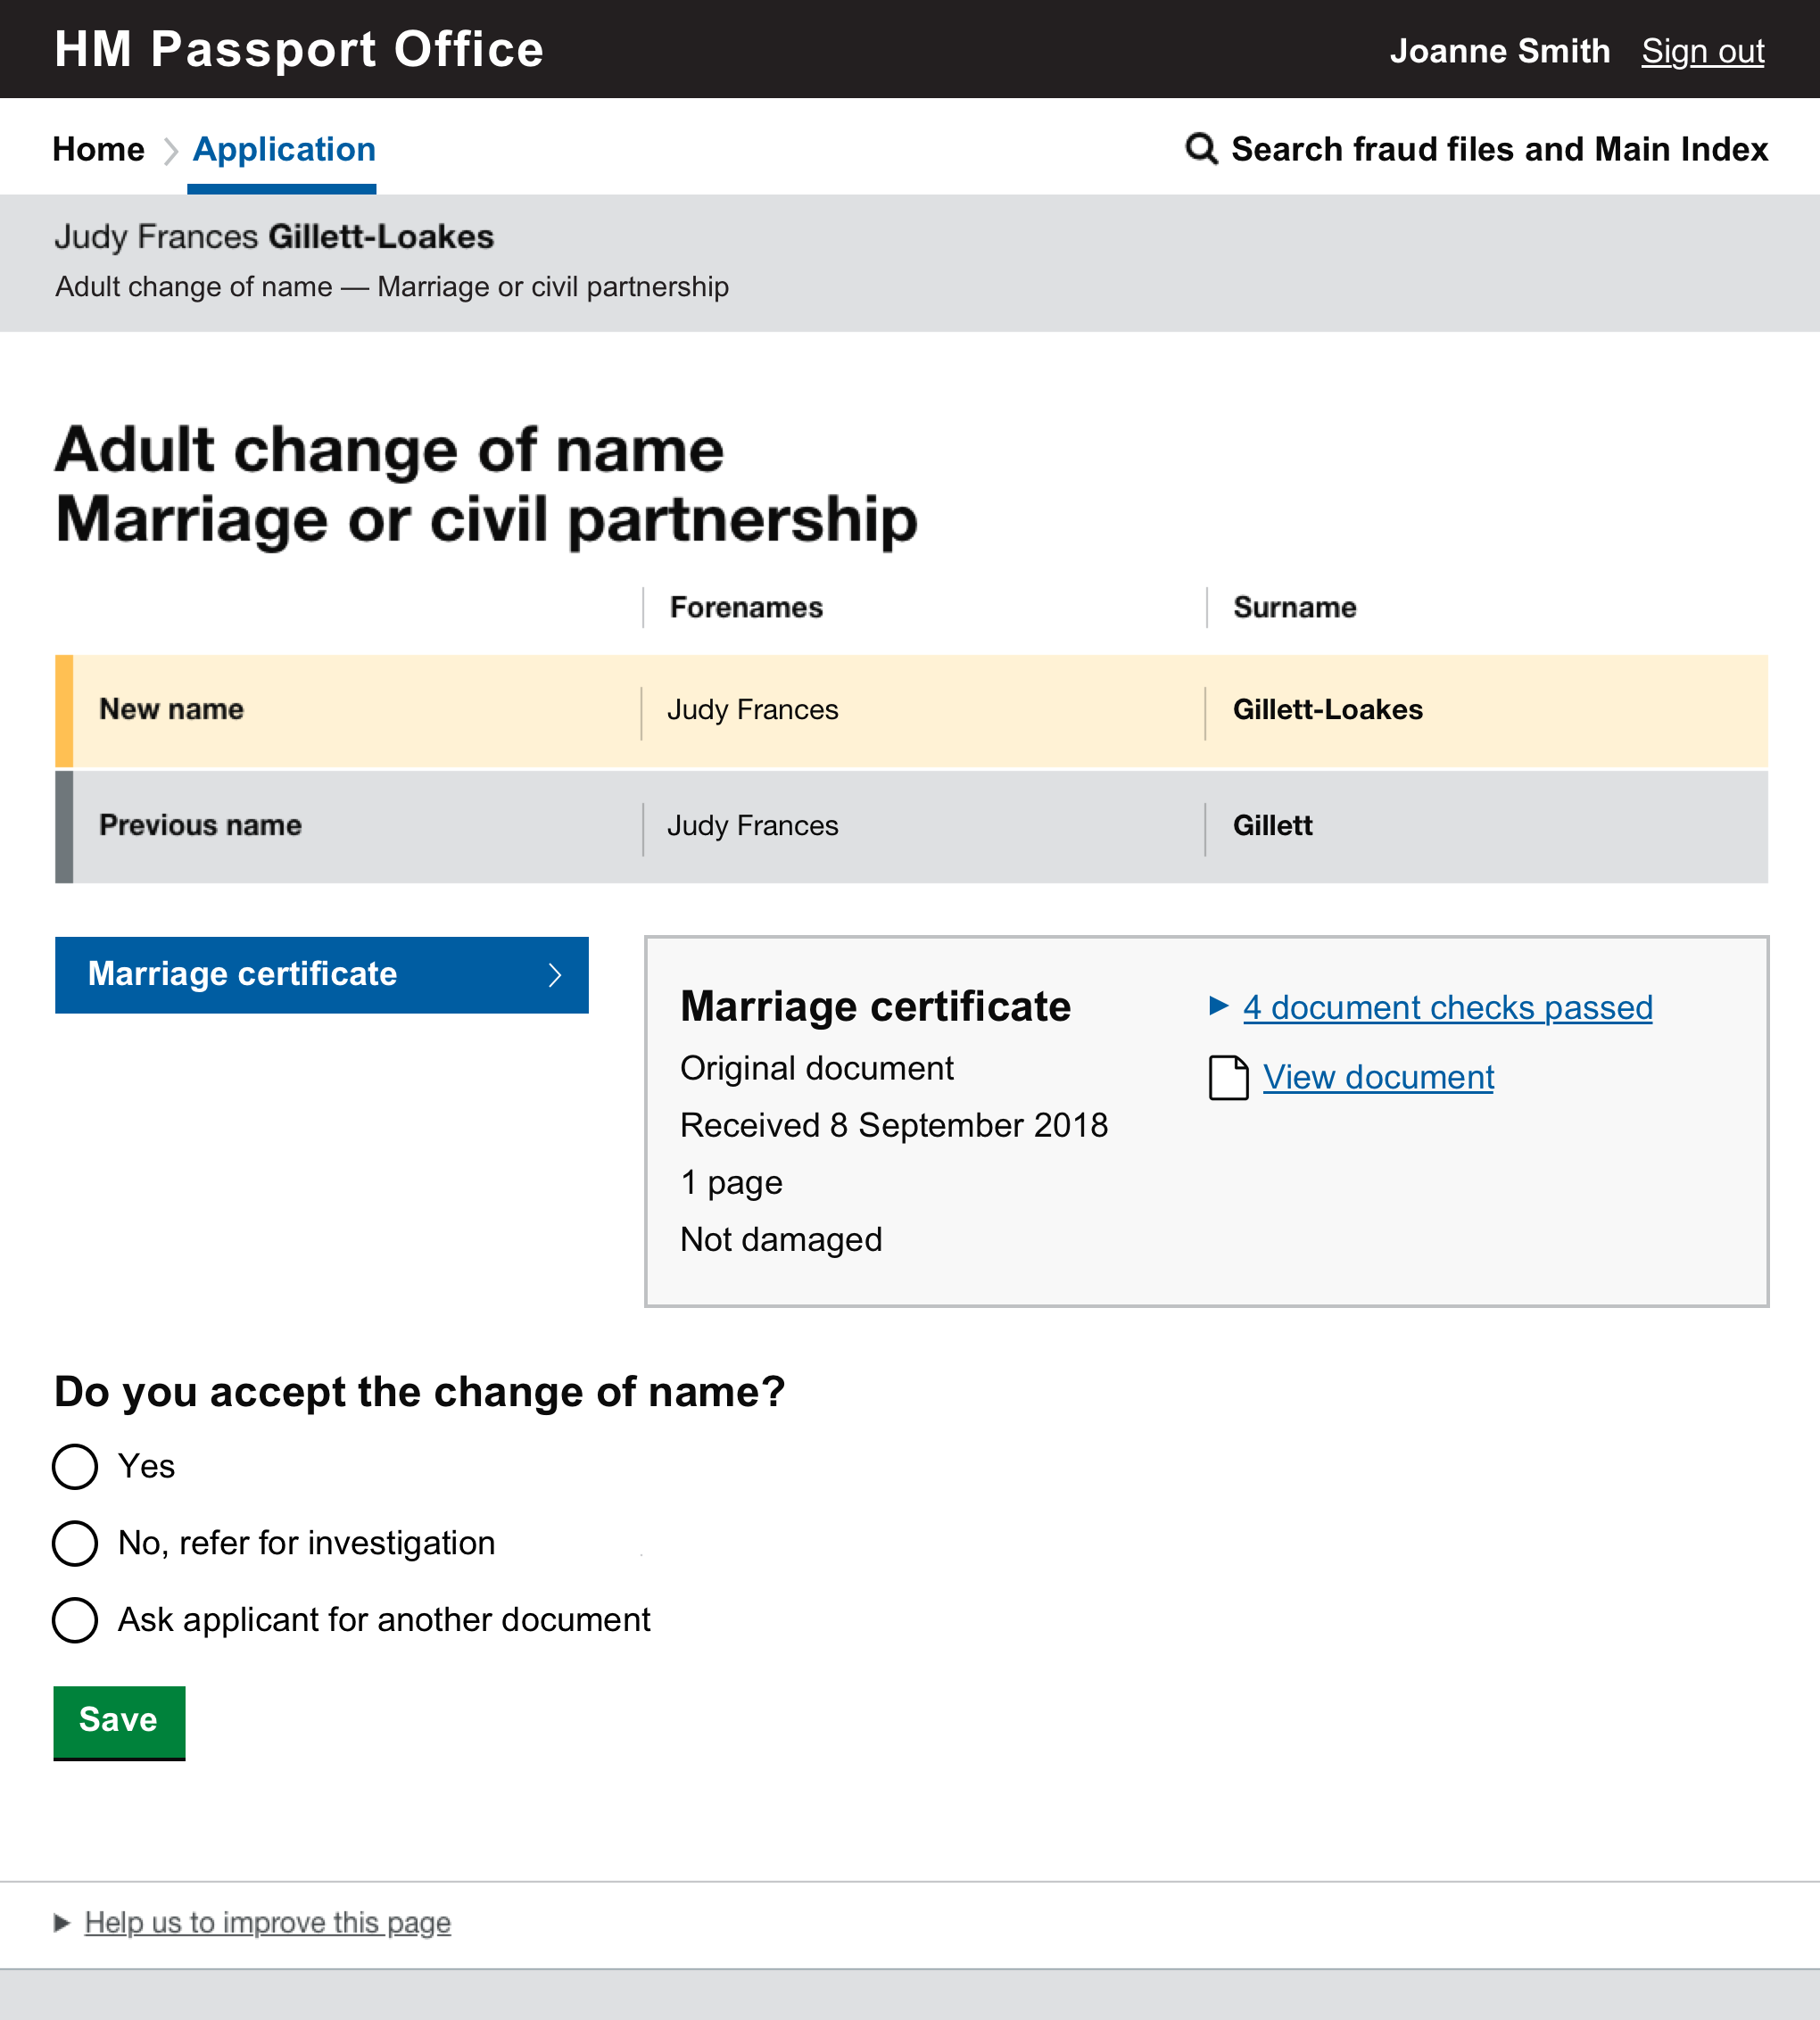 HM Passport Office
Joanne Smith Sign out
Home Application
Search fraud files and Main Index
Judy Frances Gillett-Loakes
Adult change of name — Marriage or civil partnership
Adult change of name
Marriage or civil partnership
Forenames Surname
New name Judy Frances Gillett-Loakes
Previous name Judy Frances Gillett
Marriage certificate
Marriage certificate
Original document
Received 8 September 2018
1 page
Not damaged
4 document checks passed
View document
Do you accept the change of name?
Yes
No, refer for investigation
Ask applicant for another document
Save
Help us to improve this page